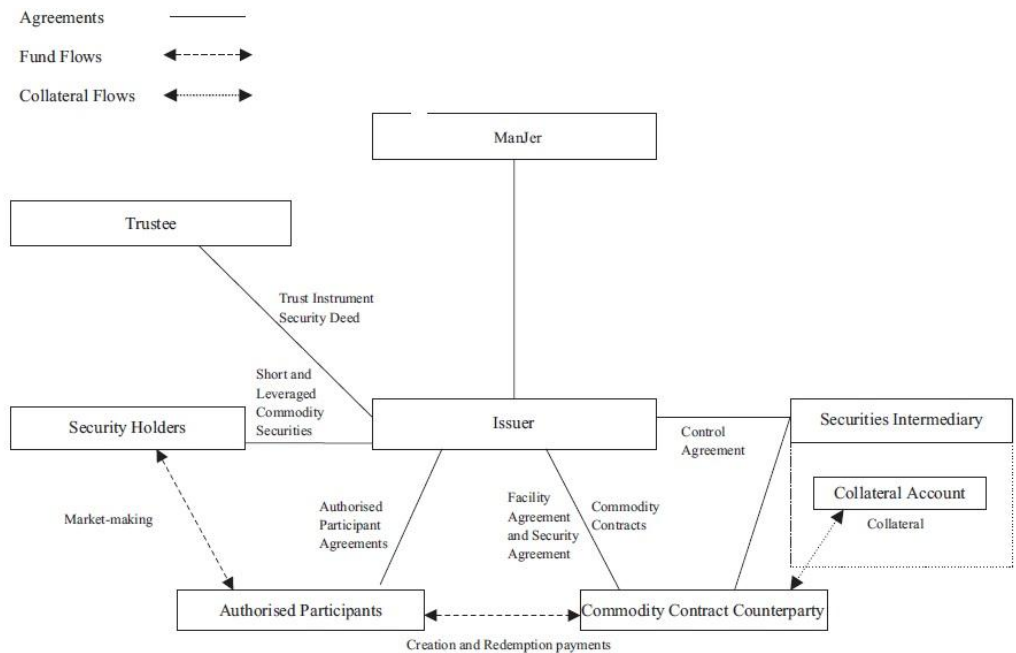 Agreements
Fund Flows
Collateral Flows
ManJer
Trustee
Trust Instrument
Security Deed
Short and
Leveraged
Commodity
Securities
Security Holders
Issuer
Securities Intermediary
Control
Agreement
Collateral Account
Collateral
Market-making
Authorised
Participant
Agreements
Facility
Agreement
and Security
Agreement
Commodity
Contracts
Authorised Participants
Commodity Contract Counterparty
Creation and Redemption payments